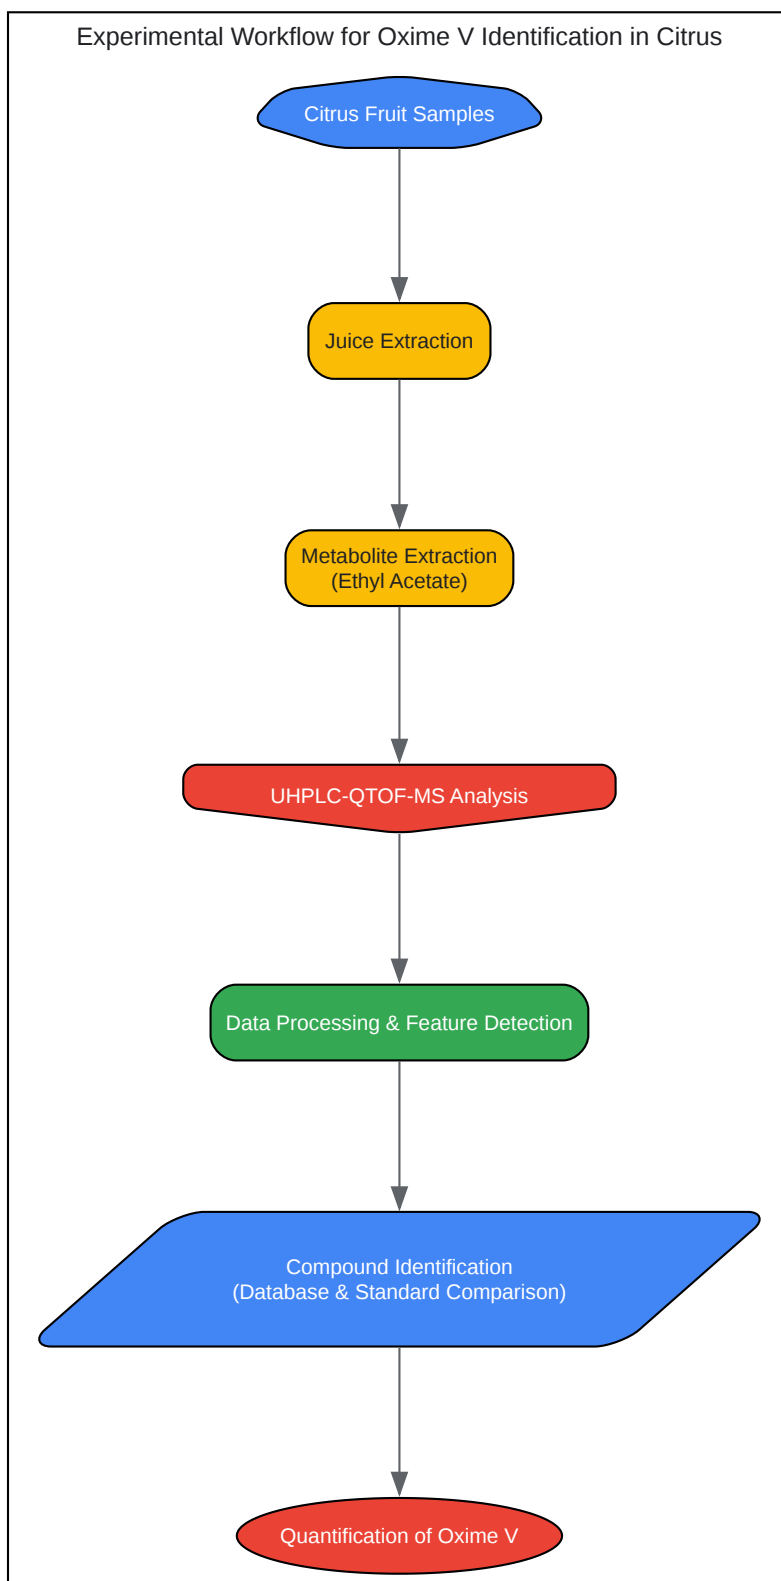 Experimental Workflow for Oxime V Identification in Citrus
Citrus Fruit Samples
Juice Extraction
Metabolite Extraction
(Ethyl Acetate)
UHPLC-QTOF-MS Analysis
Data Processing & Feature Detection
Compound Identification
(Database & Standard Comparison)
Quantification of Oxime V